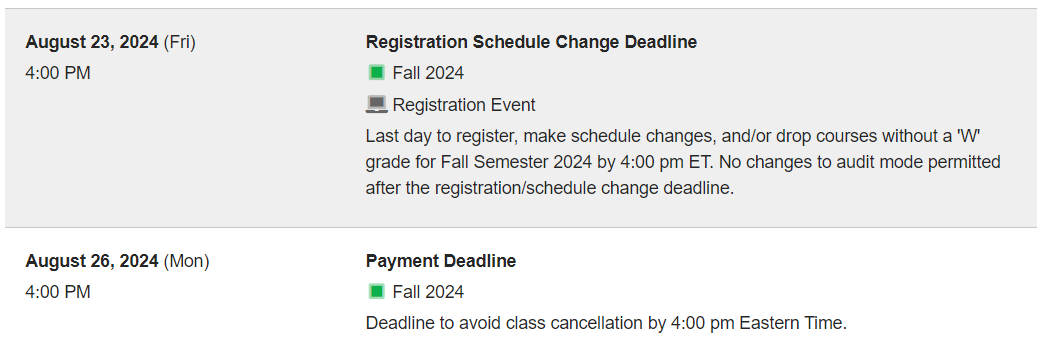 August 23, 2024 (Fri)
4:00 PM
Registration Schedule Change Deadline
Fall 2024
Registration Event
Last day to register, make schedule changes, and/or drop courses without a 'W'
grade for Fall Semester 2024 by 4:00 pm ET. No changes to audit mode permitted
after the registration/schedule change deadline.
August 26, 2024 (Mon)
4:00 PM
Payment Deadline
Fall 2024
Deadline to avoid class cancellation by 4:00 pm Eastern Time.